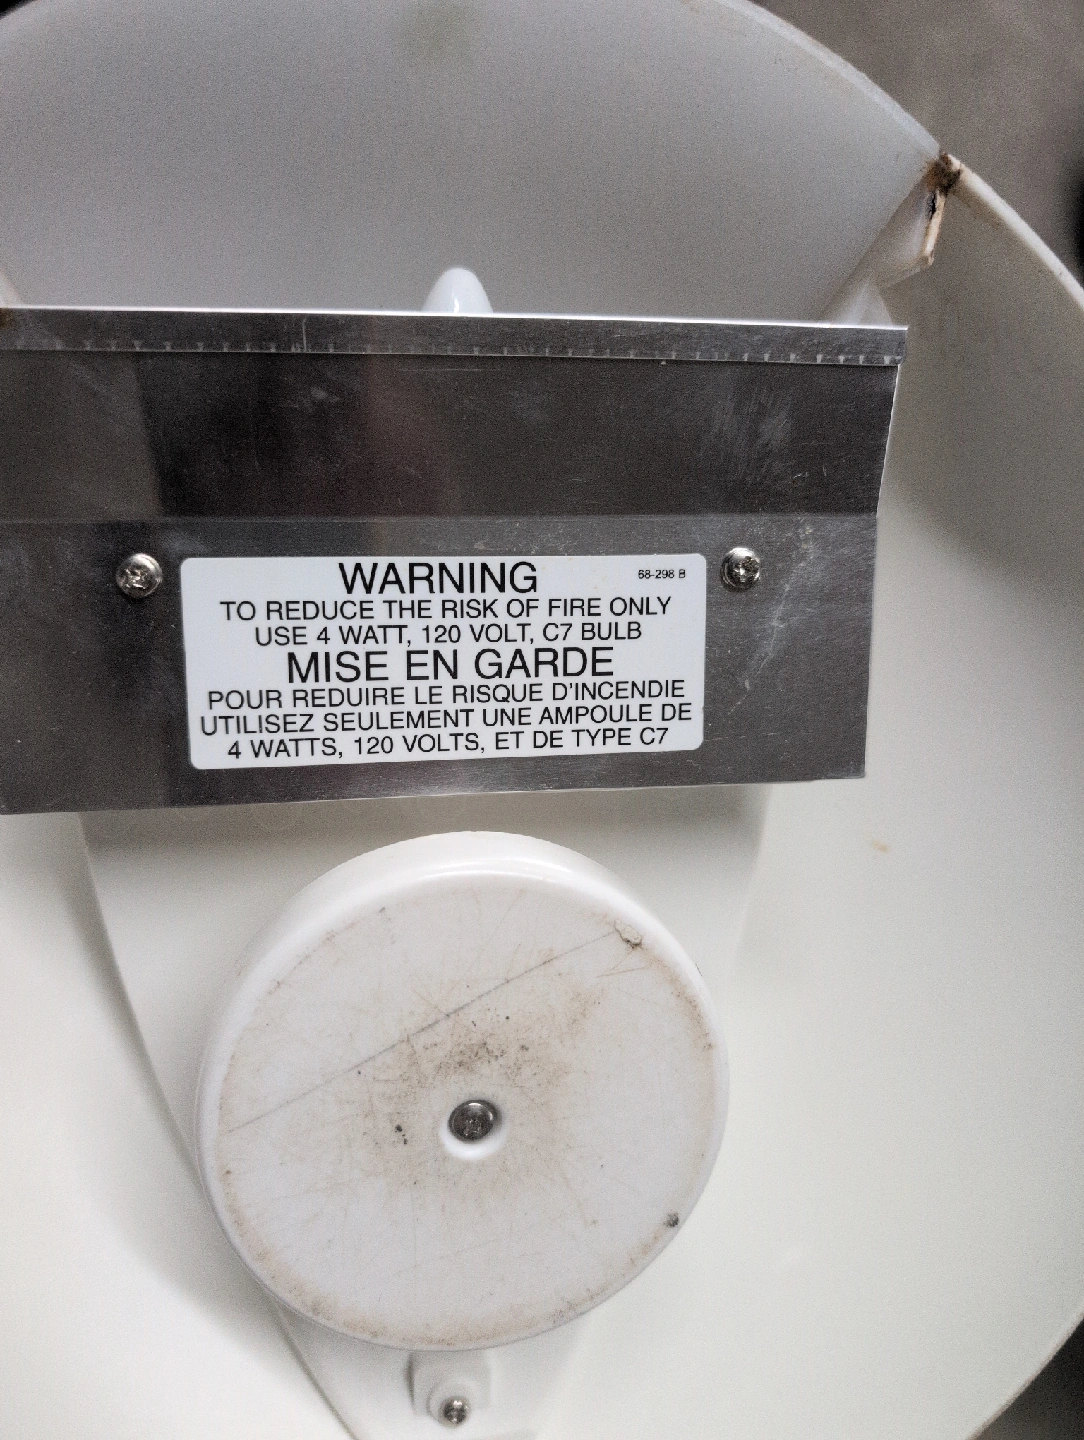 WARNING 68-298 B
TO REDUCE THE RISK OF FIRE ONLY
USE 4 WATT, 120 VOLT, C7 BULB
MISE EN GARDE
POUR REDUIRE LE RISQUE D'INCENDIE
UTILISEZ SEULEMENT UNE AMPOULE DE
4 WATTS, 120 VOLTS, ET DE TYPE C7